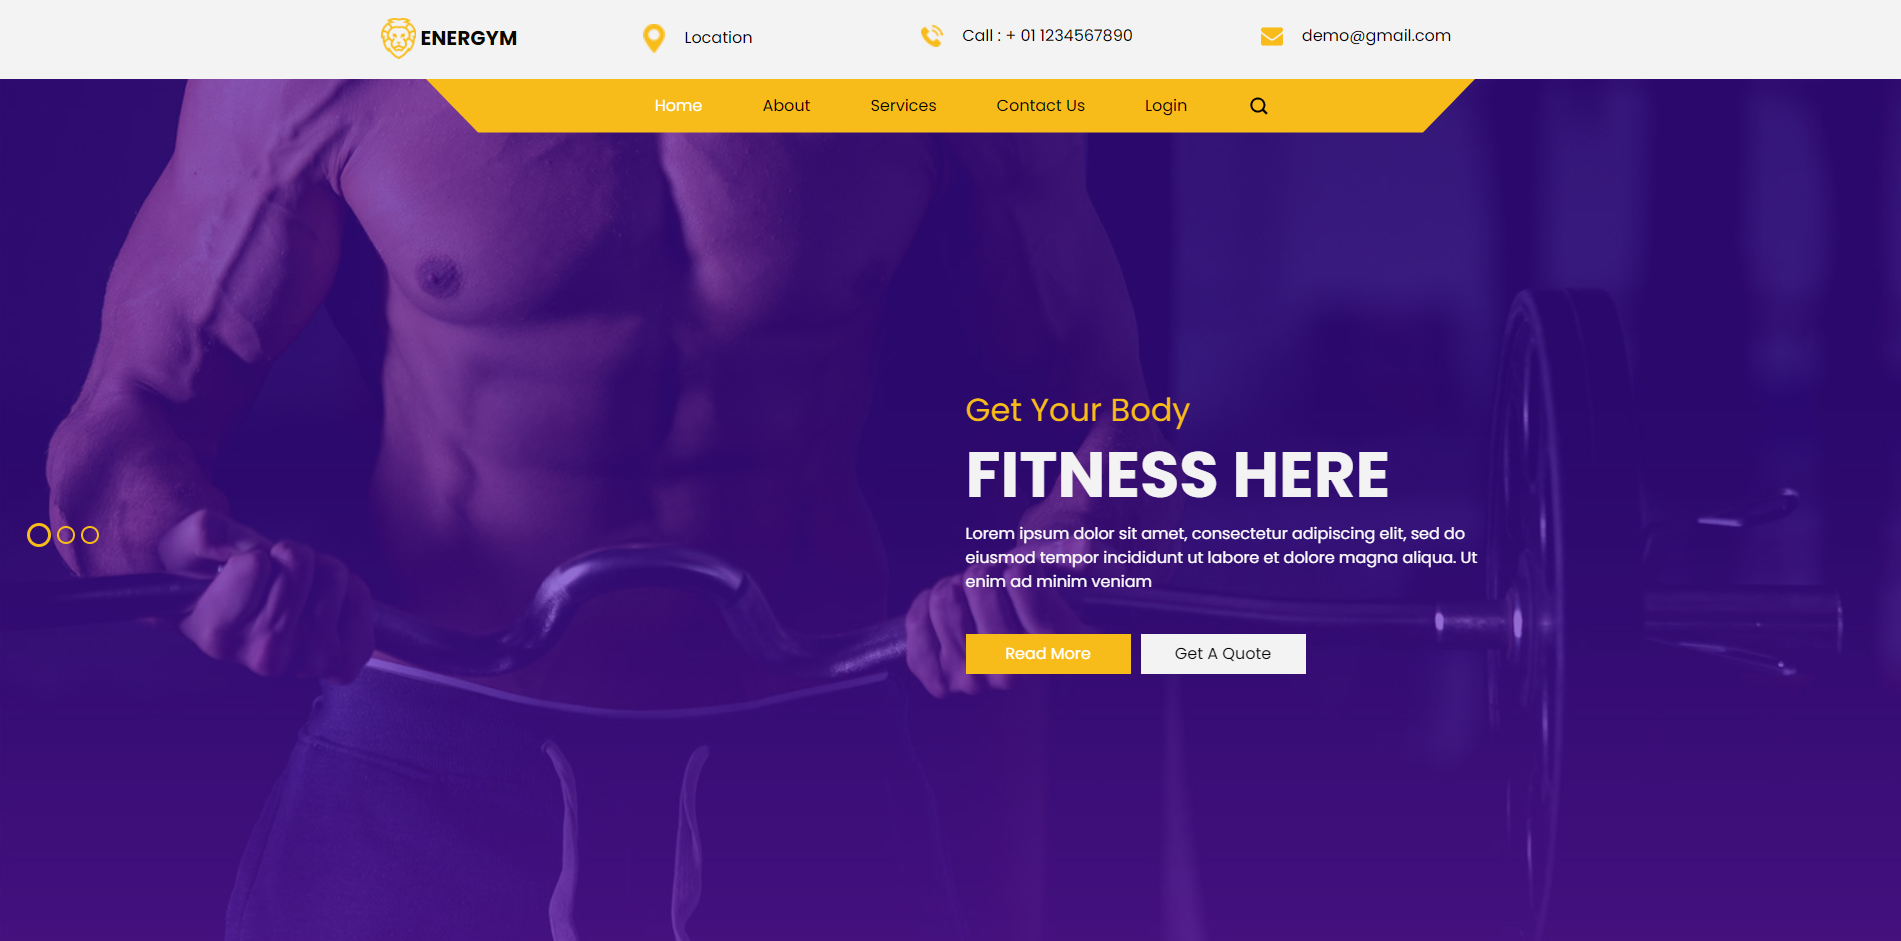 ENERGYM
Location
Call : + 01 1234567890
demo@gmail.com
Home
About
Services
Contact Us
Login
Get Your Body
FITNESS HERE
Lorem ipsum dolor sit amet, consectetur adipiscing elit, sed do
eiusmod tempor incididunt ut labore et dolore magna aliqua. Ut
enim ad minim veniam
Read More
Get A Quote